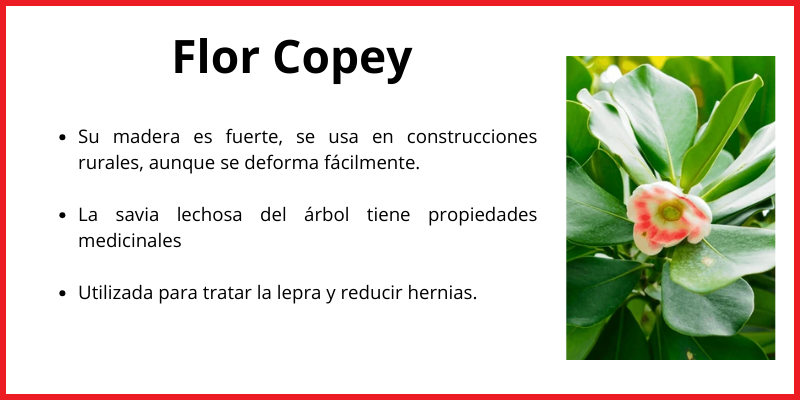 Flor Copey
• Su madera es fuerte, se usa en construcciones
rurales, aunque se deforma fácilmente.
• La savia lechosa del árbol tiene propiedades
medicinales
• Utilizada para tratar la lepra y reducir hernias.